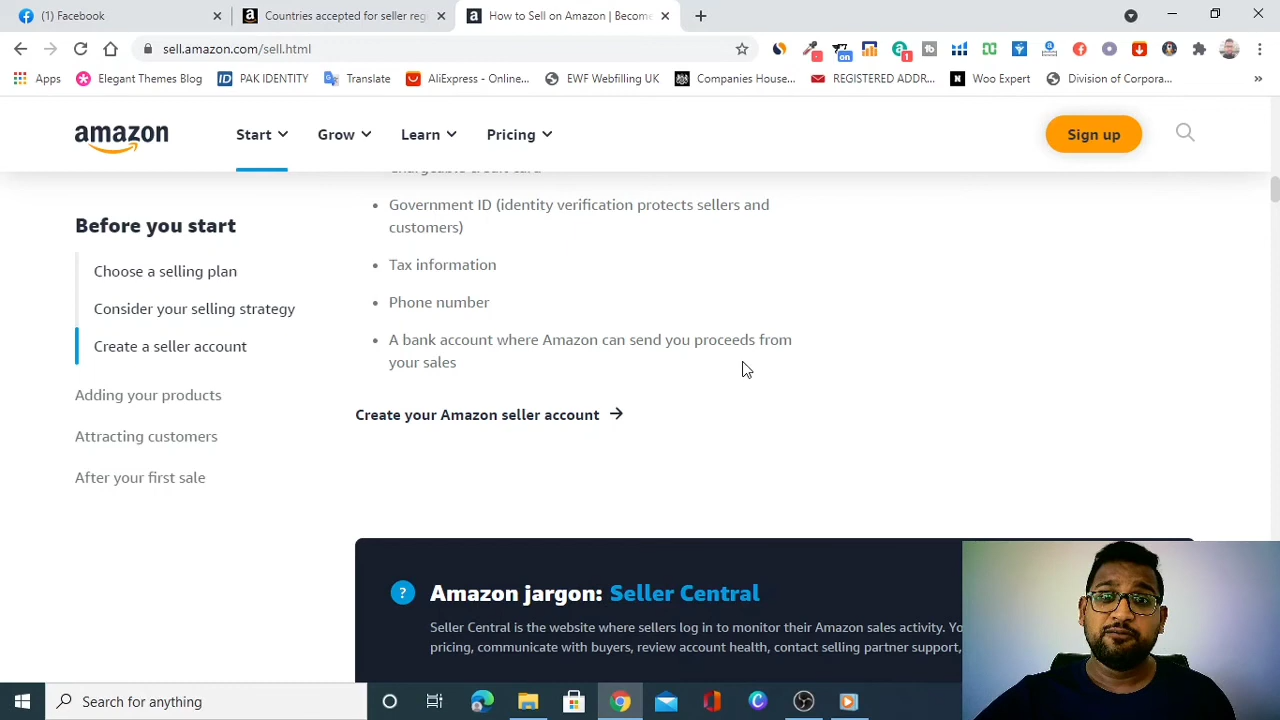 (1) Facebook
Countries accepted for seller reg
How to Sell on Amazon | Become
sell.amazon.com/sell.html
on
1
Apps
Elegant Themes Blog
PAK IDENTITY
Translate
AliExpress - Online...
EWF Webfilling UK
Companies House...
REGISTERED ADDR...
Woo Expert
Division of Corpora...
»
amazon
Start
Grow
Learn
Pricing
Sign up
Chargeable credit card
Before you start
Choose a selling plan
Consider your selling strategy
Create a seller account
Adding your products
Attracting customers
After your first sale
• Government ID (identity verification protects sellers and
customers)
• Tax information
• Phone number
• A bank account where Amazon can send you proceeds from
your sales
Create your Amazon seller account →
? Amazon jargon: Seller Central
Seller Central is the website where sellers log in to monitor their Amazon sales activity.
pricing, communicate with buyers, review account health, contact selling partner support,
Search for anything